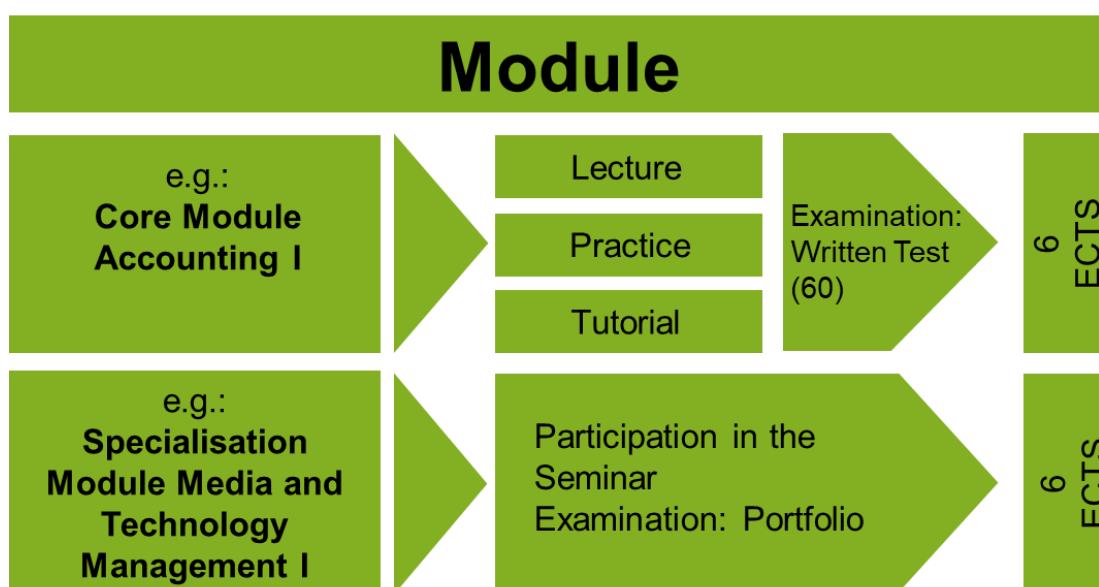 Module
e.g.:
Core Module
Accounting I
Lecture
Practice
Tutorial
Examination:
Written Test
(60)
6
ECTS
e.g.:
Specialisation
Module Media and
Technology
Management I
Participation in the
Seminar
Examination: Portfolio
6
ECTS